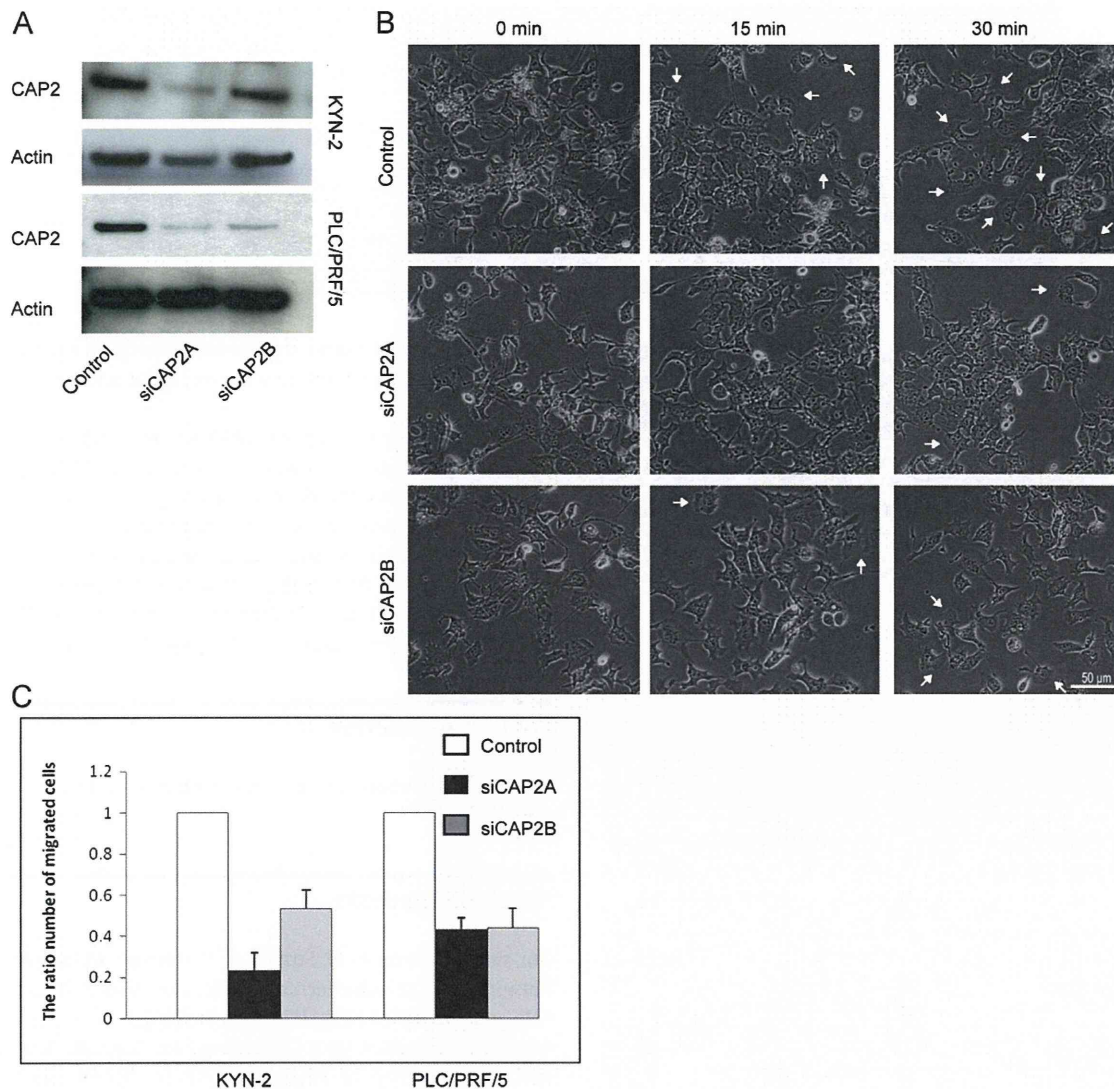 A
CAP2
Actin
KYN-2
CAP2
Actin
PLC/PRF/5
Control
siCAP2A
siCAP2B
B
0 min
15 min
30 min
Control
siCAP2A
siCAP2B
50 µm
C
The ratio number of migrated cells
1.2
1
0.8
0.6
0.4
0.2
0
Control
siCAP2A
siCAP2B
KYN-2
PLC/PRF/5